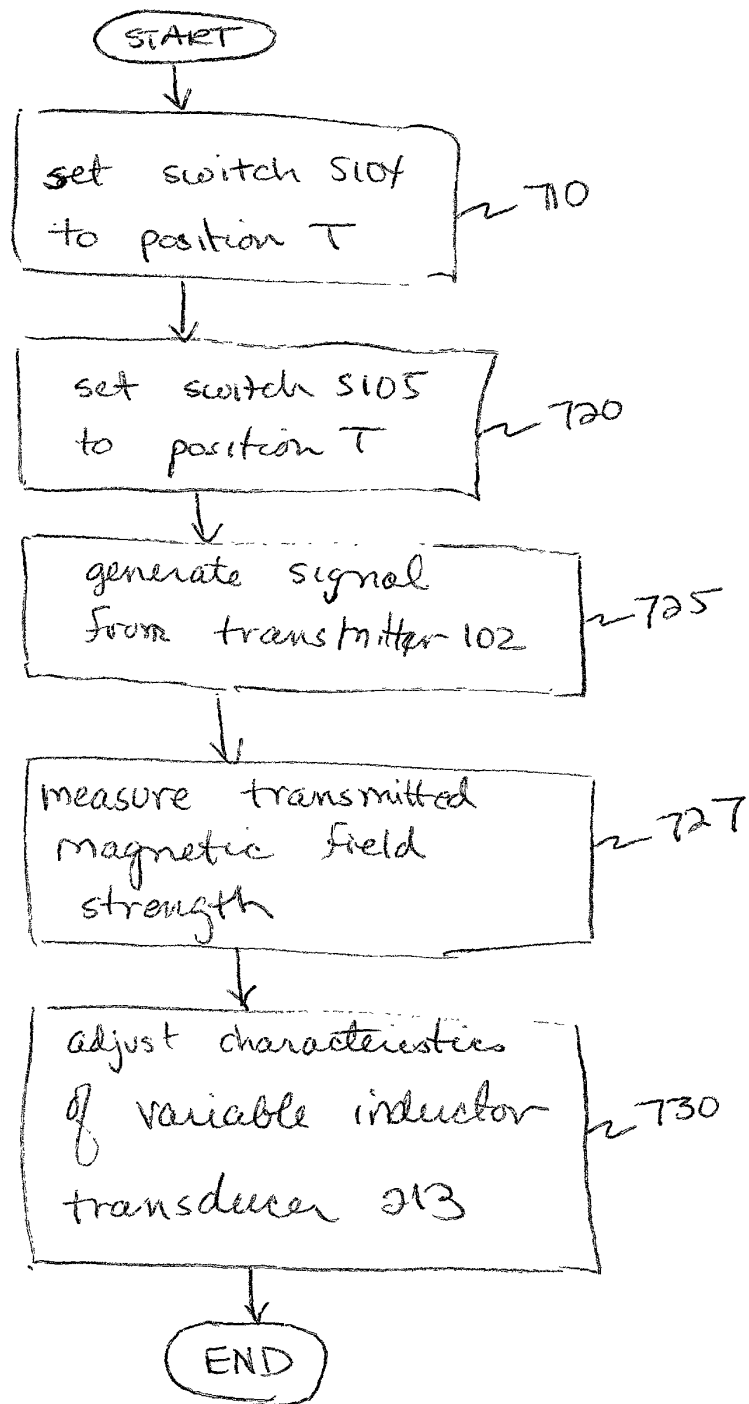 START
set switch S104
to position T
710
set switch S105
to position T
720
generate signal
from transmitter 102
725
measure transmitted
magnetic field
strength
727
adjust characteristics
of variable inductor
transducer 213
730
END